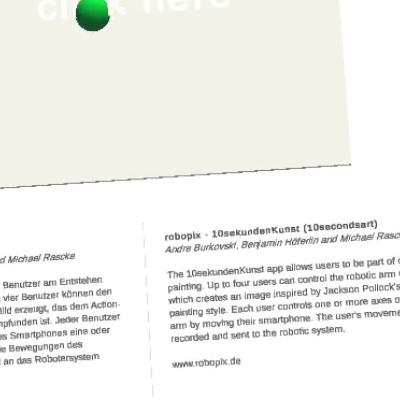 click here
robopix - 10sekundenKunst (10secondsart)
Andre Burkovski, Benjamin Höferlin and Michael Rasc
d Michael Rascke
The 10sekundenKunst app allows users to be part of
painting. Up to four users can control the robotic arm
which creates an image inspired by Jackson Pollock's
painting style. Each user controls one or more axes o
arm by moving their smartphone. The user's moveme
recorded and sent to the robotic system.
www.robopix.de
Benutzer am Entstehen
vier Benutzer können den
ild erzeugt, das dem Action-
npfunden ist. Jeder Benutzer
es Smartphones eine oder
ie Bewegungen des
an das Robotersystem